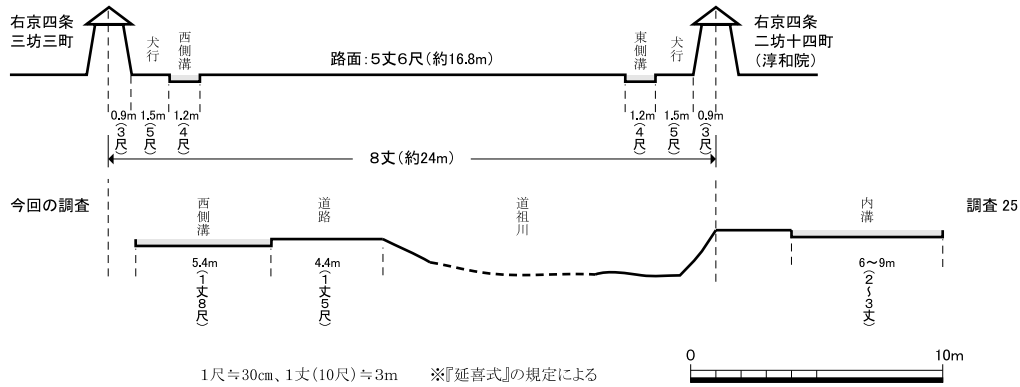 右京四条
三坊三町
犬行
西側溝
路面：5丈6尺（約16.8m）
東側溝
犬行
右京四条
二坊十四町
（淳和院）
0.9m
（3尺）
1.5m
（5尺）
1.2m
（4尺）
1.2m
（4尺）
1.5m
（5尺）
0.9m
（3尺）
8丈（約24m）
今回の調査
西側溝
道路
道祖川
内溝
調査 25
5.4m
（1丈8尺）
4.4m
（1丈5尺）
6～9m
（2～3丈）
1尺≒30㎝、1丈(10尺)≒3m　※『延喜式』の規定による
0
10m